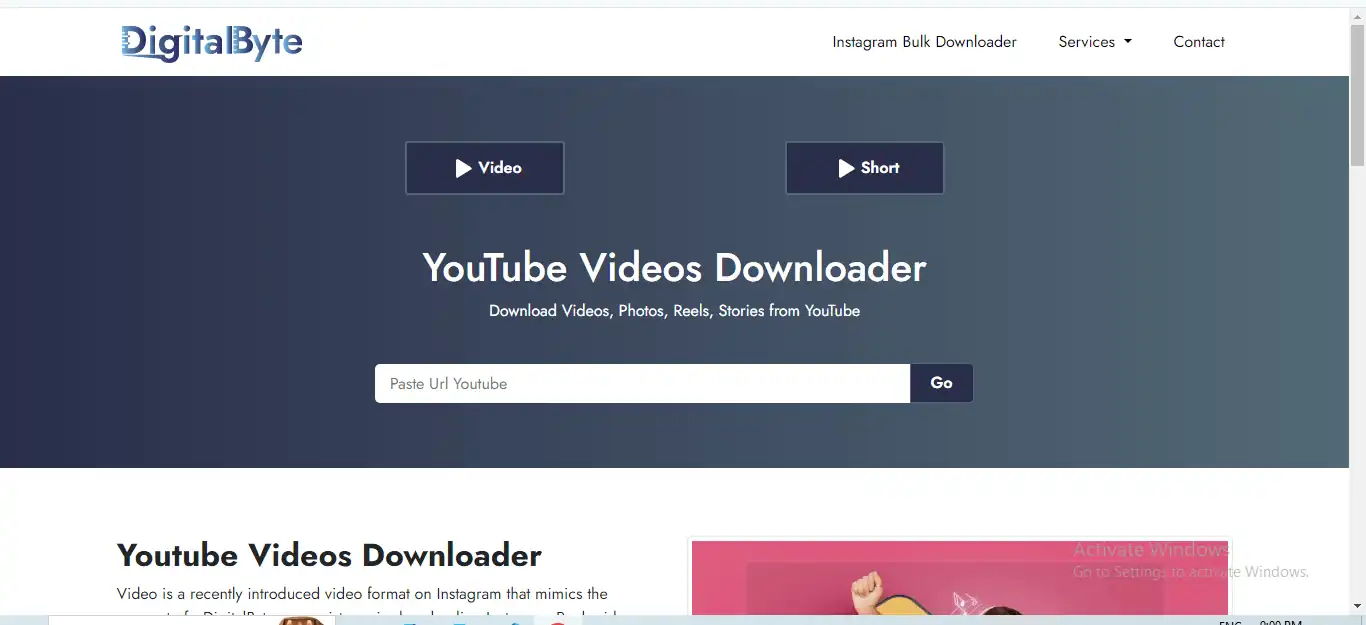 DigitalByte
Instagram Bulk Downloader
Services
Contact
Video
Short
YouTube Videos Downloader
Download Videos, Photos, Reels, Stories from YouTube
Paste Url Youtube
Go
Youtube Videos Downloader
Video is a recently introduced video format on Instagram that mimics the
Activate Windows
Go to Settings to activate Windows.